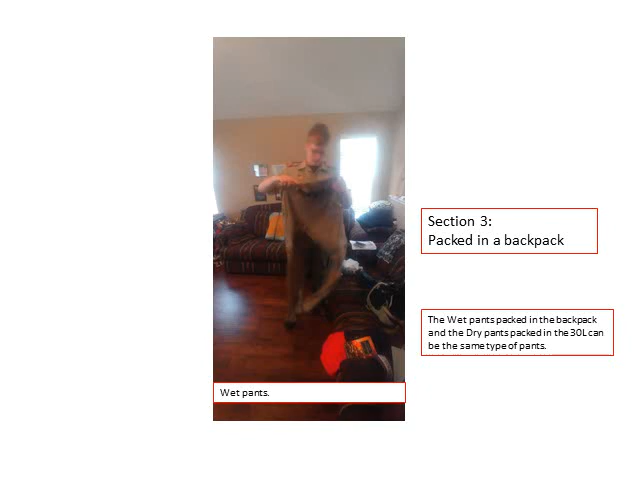 Section 3:
Packed in a backpack
The Wet pants packed in the backpack
and the Dry pants packed in the 30L can
be the same type of pants.
Wet pants.